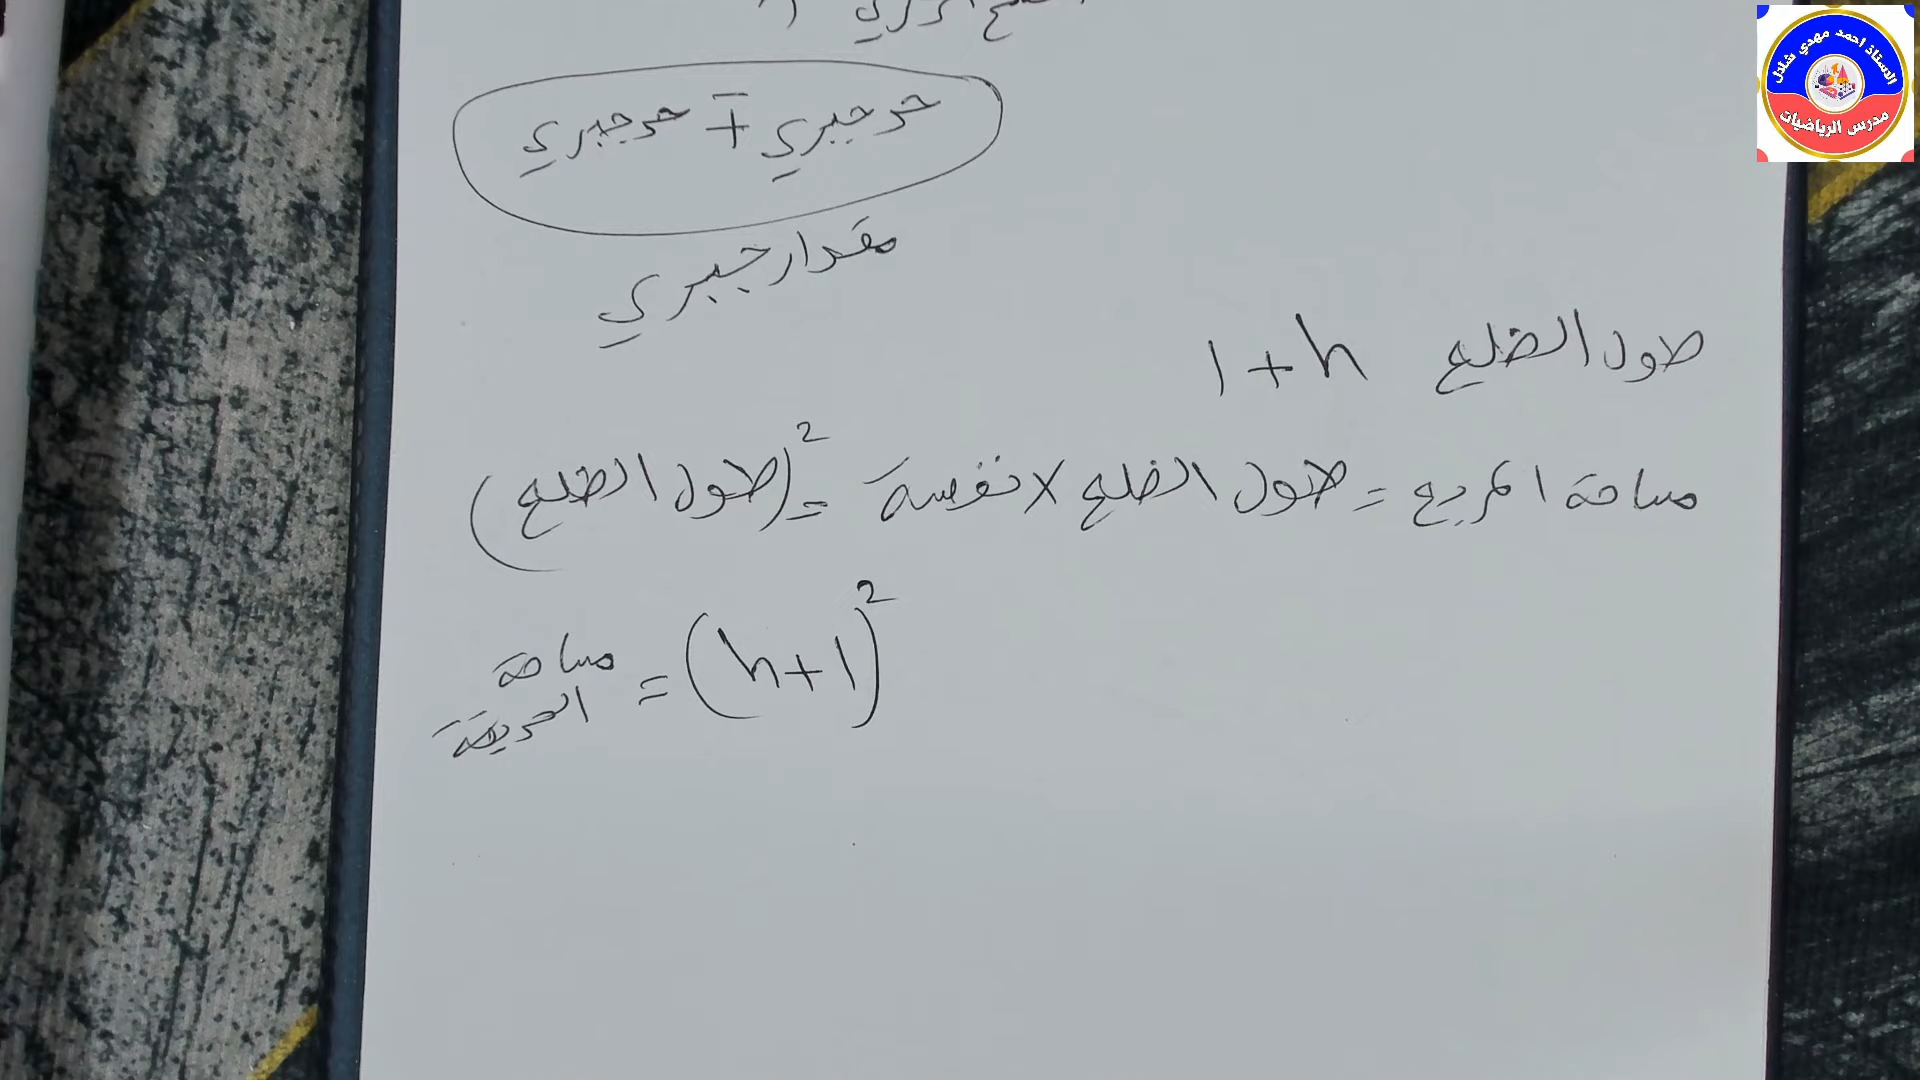 حد جبري ∓ حد جبري
مقدار جبري
طول الضلع h+1
مساحة المربع = طول الضلع × نفسه = (طول الضلع)²
مساحة الحديقة = (h+1)²
الاستاذ احمد مهدي شلال
مدرس الرياضيات